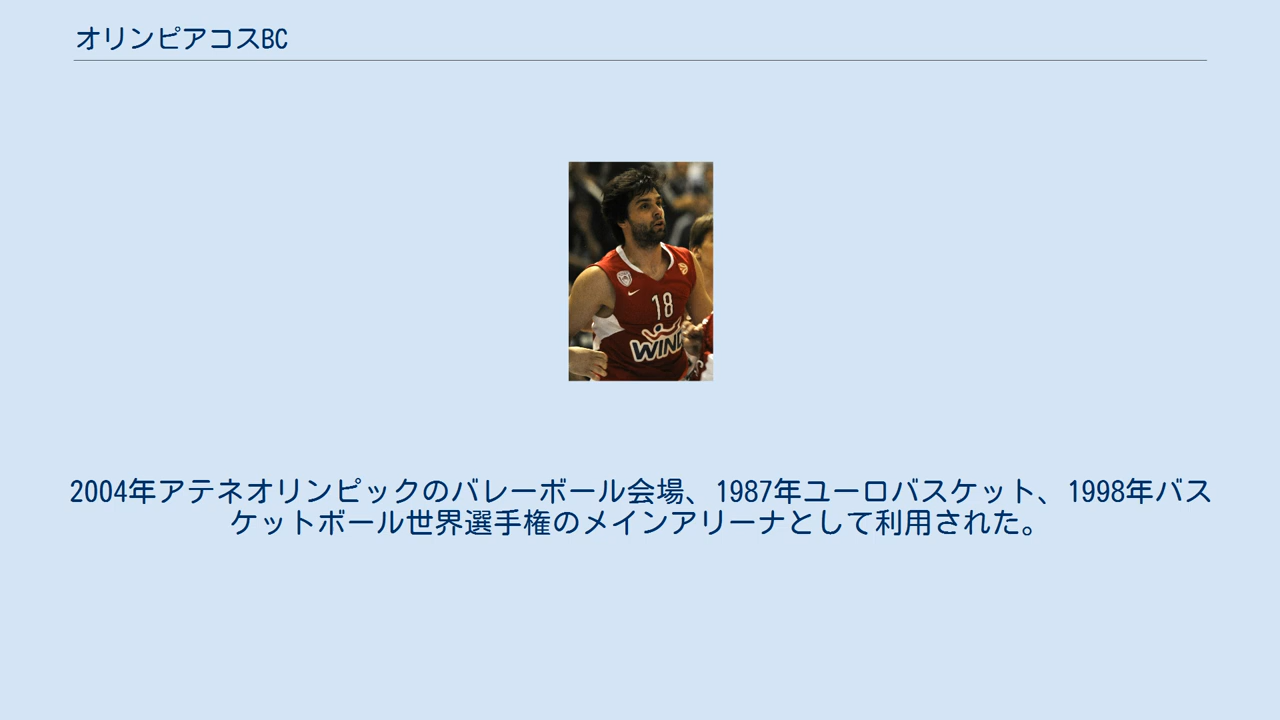 オリンピアコスBC
18
WIND
2004年アテネオリンピックのバレーボール会場、1987年ユーロバスケット、1998年バス
ケットボール世界選手権のメインアリーナとして利用された。